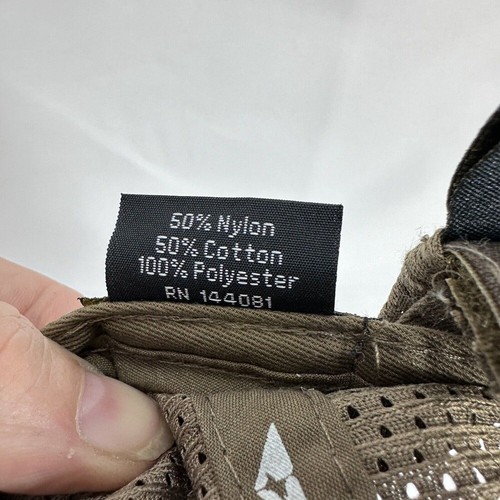 50% Nylon
50% Cotton
100% Polyester
RN 144081